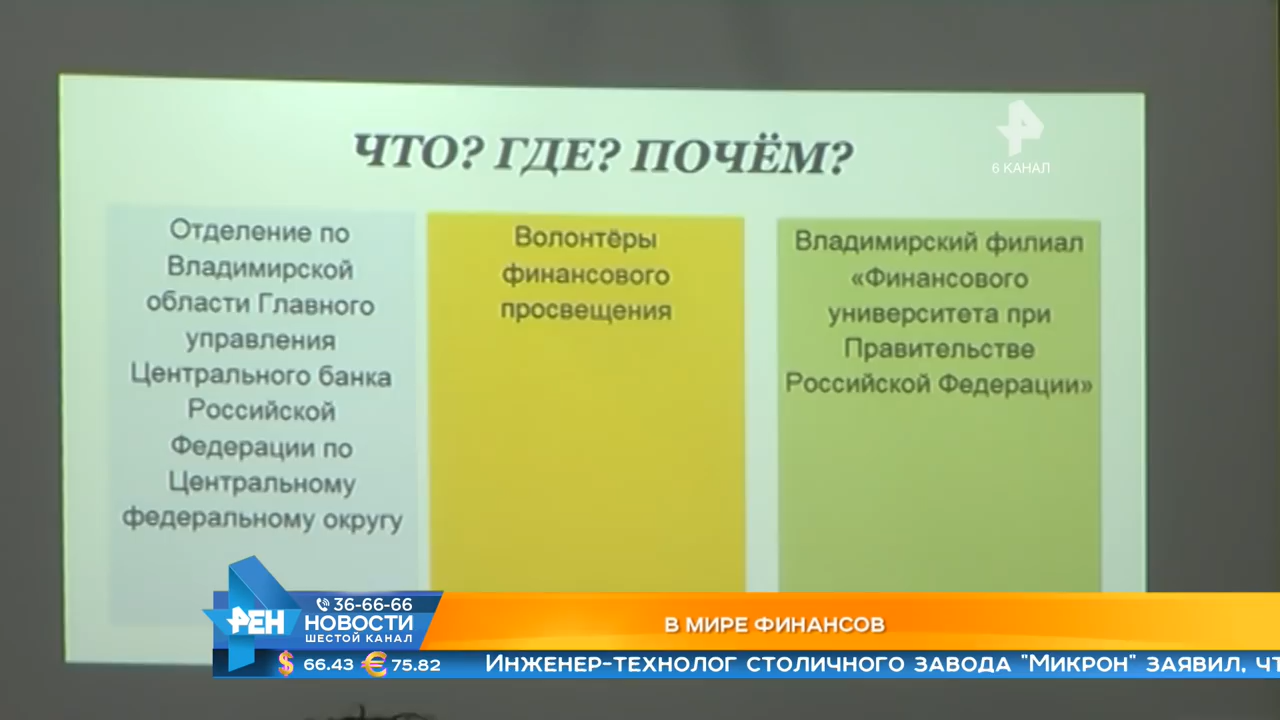 ЧТО? ГДЕ? ПОЧЁМ?
6 КАНАЛ
Отделение по
Владимирской
области Главного
управления
Центрального банка
Российской
Федерации по
Центральному
федеральному округу
Волонтёры
финансового
просвещения
Владимирский филиал
«Финансового
университета при
Правительстве
Российской Федерации»
РЕН
36-66-66
НОВОСТИ
ШЕСТОЙ КАНАЛ
В МИРЕ ФИНАНСОВ
$ 66.43 € 75.82
ИНЖЕНЕР-ТЕХНОЛОГ СТОЛИЧНОГО ЗАВОДА "МИКРОН" ЗАЯВИЛ, ЧТ